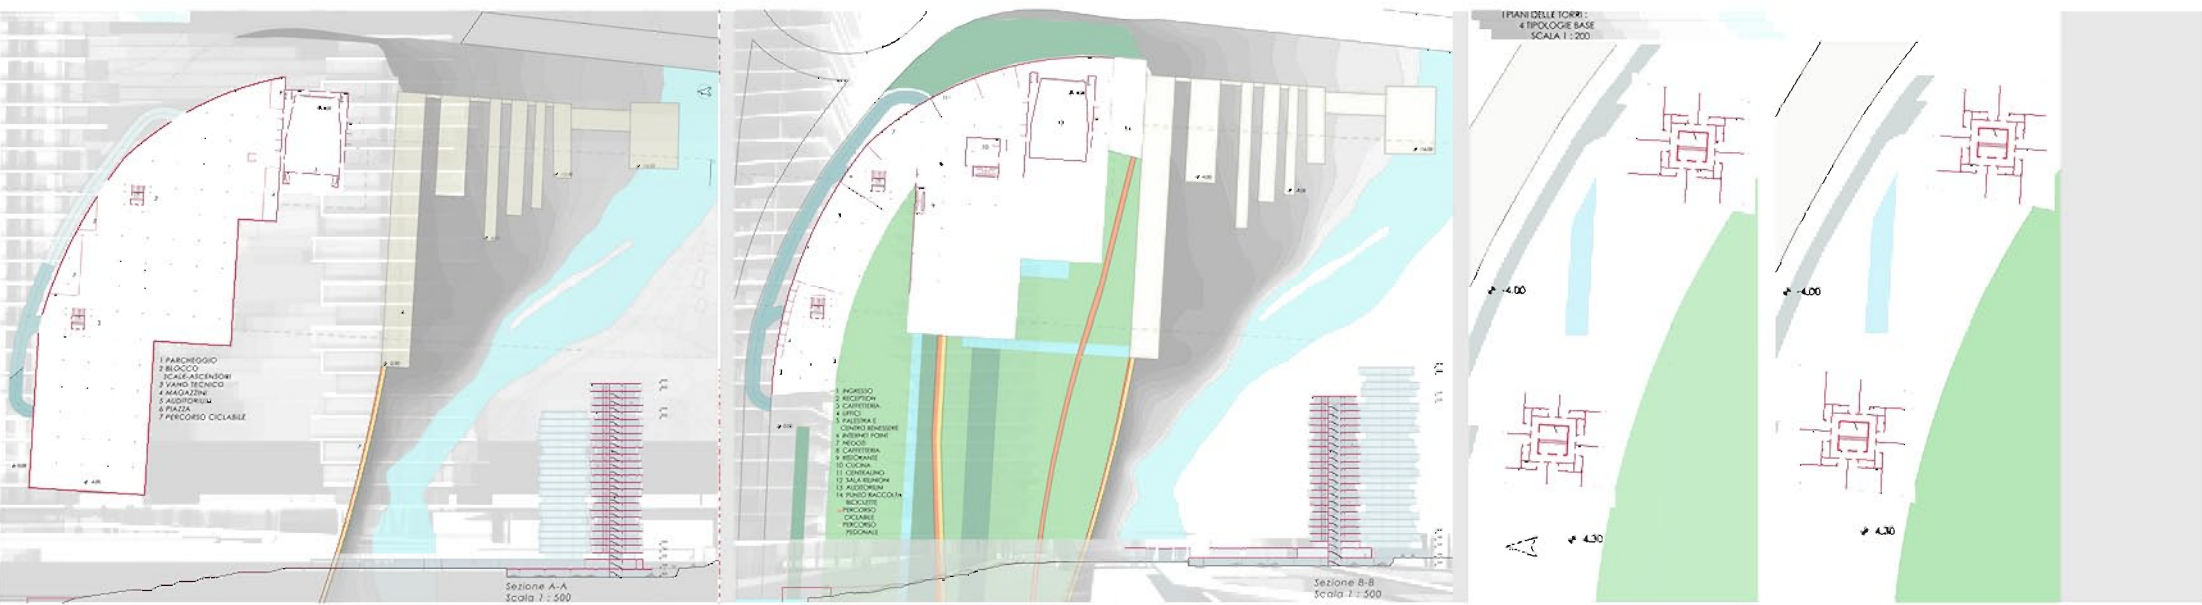 1 PARCHEGGIO
2 BLOCCO
SCALE-ASCENSORI
3 VANO TECNICO
4 MAGAZZINI
5 AUDITORIUM
6 PIAZZA
7 PERCORSO CICLABILE
Sezione A-A
Scala 1 : 500
1 INGRESSO
2 RECEPTION
3 CAFFETTERIA
4 UFFICI
5 PALESTRA E
CENTRO BENESSERE
6 INTERNET POINT
7 NEGOZI
8 CAFFETTERIA
9 RISTORANTE
10 CUCINA
11 CENTRALINO
12 SALA RIUNIONI
13 AUDITORIUM
14 PUNTO RACCOLTA
BICICLETTE
PERCORSO
CICLABILE
PERCORSO
PEDONALE
Sezione B-B
Scala 1 : 500
I PIANI DELLE TORRI :
4 TIPOLOGIE BASE
SCALA 1 : 200
-4.00
4.30
-4.00
4.30